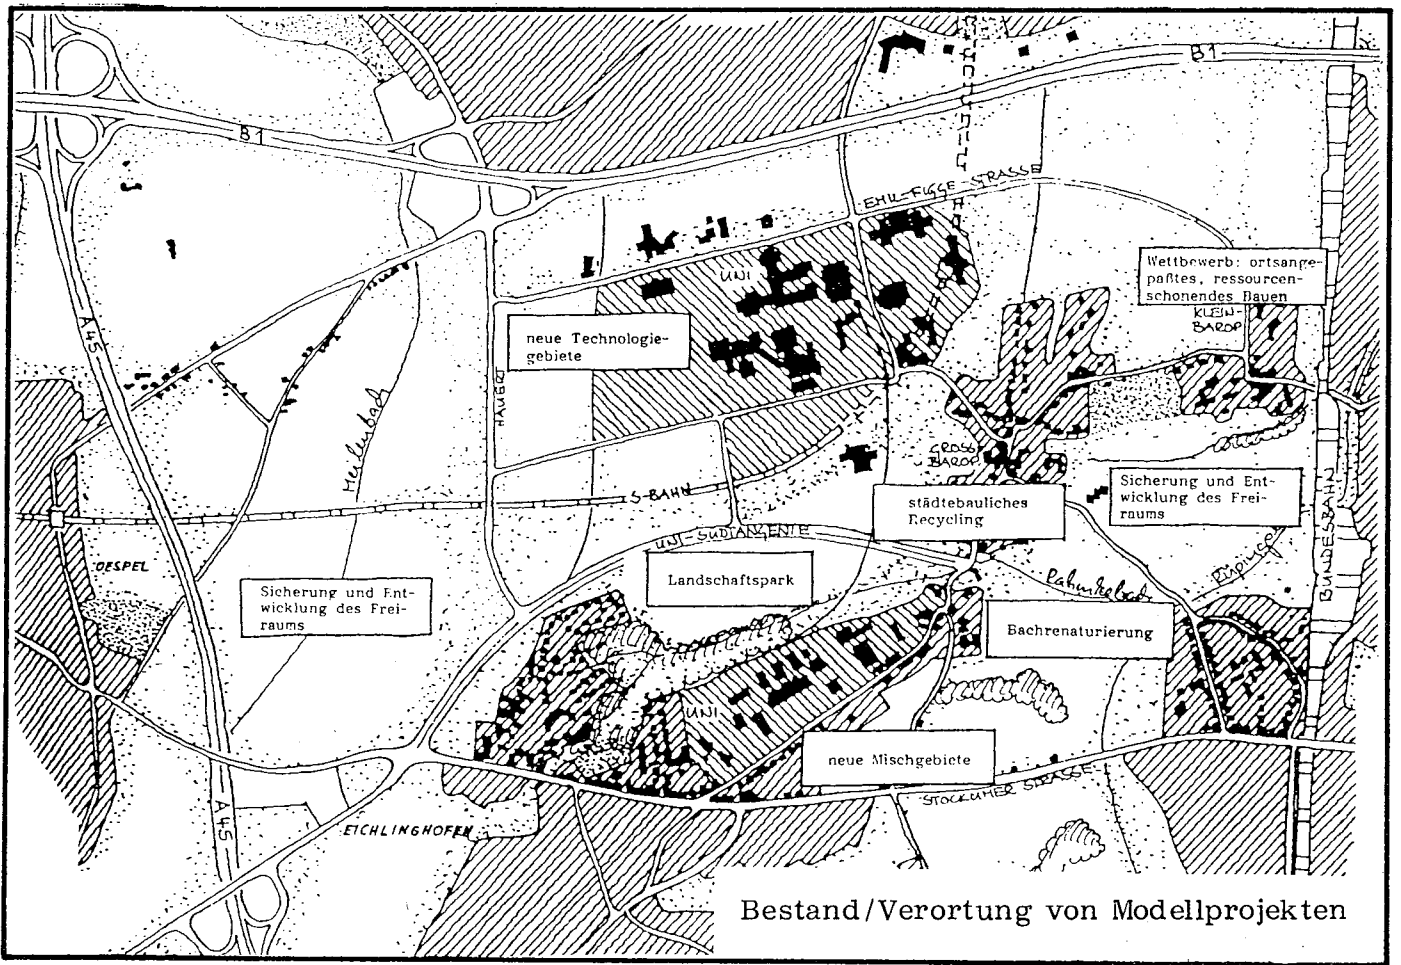 B1
B1
EMIL-FIGGE-STRASSE
UNI
Wettbewerb: ortsange-
paßtes, ressourcen-
schonendes Bauen
KLEIN-
BAROP
A45
neue Technologie-
gebiete
HAUERT
Meilenbach
GROSS
BAROP
S-BAHN
städtebauliches
Recycling
Sicherung und Ent-
wicklung des Frei-
raums
BUNDESBAHN
UNI-SÜDTANGENTE
OESPEL
Sicherung und Ent-
wicklung des Frei-
raums
Landschaftspark
Rahmkebach
Rüpinger
Bachrenaturierung
UNI
neue Mischgebiete
STOCKUMER STRASSE
A45
EICHLINGHOFEN
Bestand/Verortung von Modellprojekten